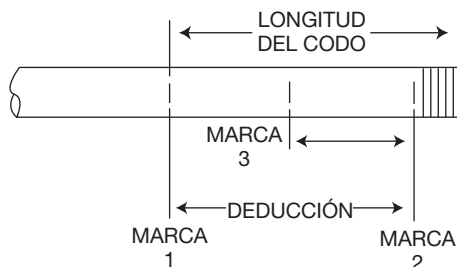 LONGITUD
DEL CODO
MARCA
3
DEDUCCIÓN
MARCA
1
MARCA
2